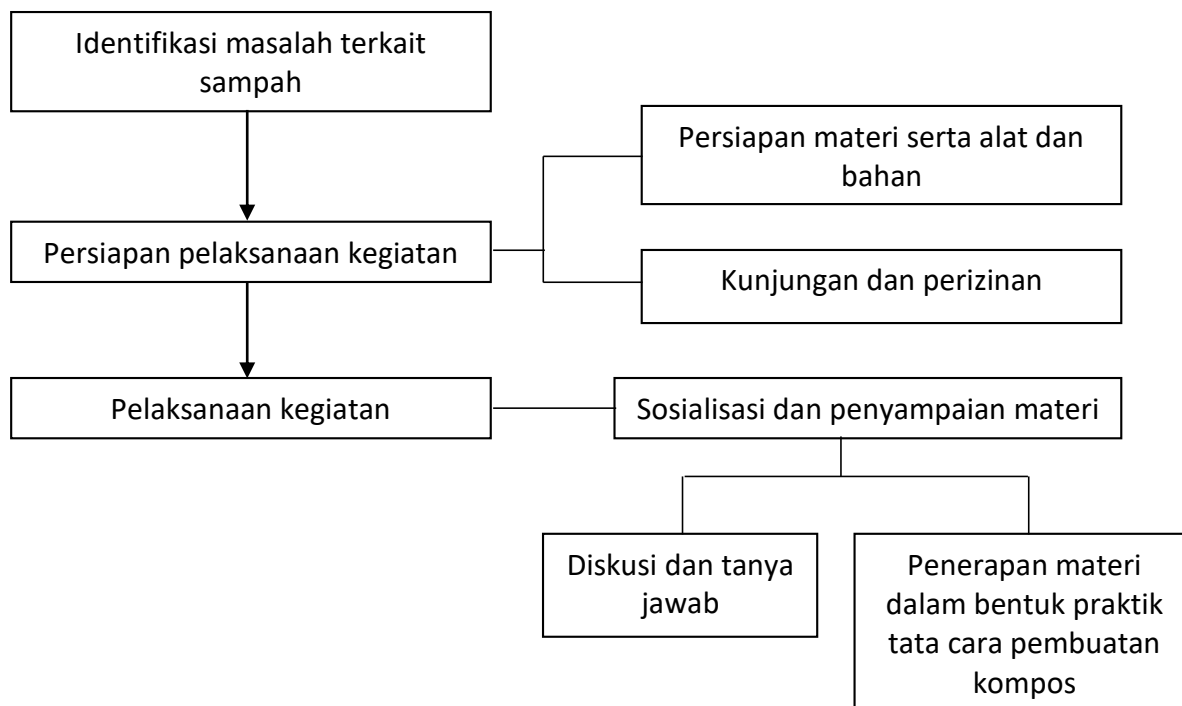 Identifikasi masalah terkait
sampah
Persiapan materi serta alat dan
bahan
Persiapan pelaksanaan kegiatan
Kunjungan dan perizinan
Pelaksanaan kegiatan
Sosialisasi dan penyampaian materi
Diskusi dan tanya
jawab
Penerapan materi
dalam bentuk praktik
tata cara pembuatan
kompos